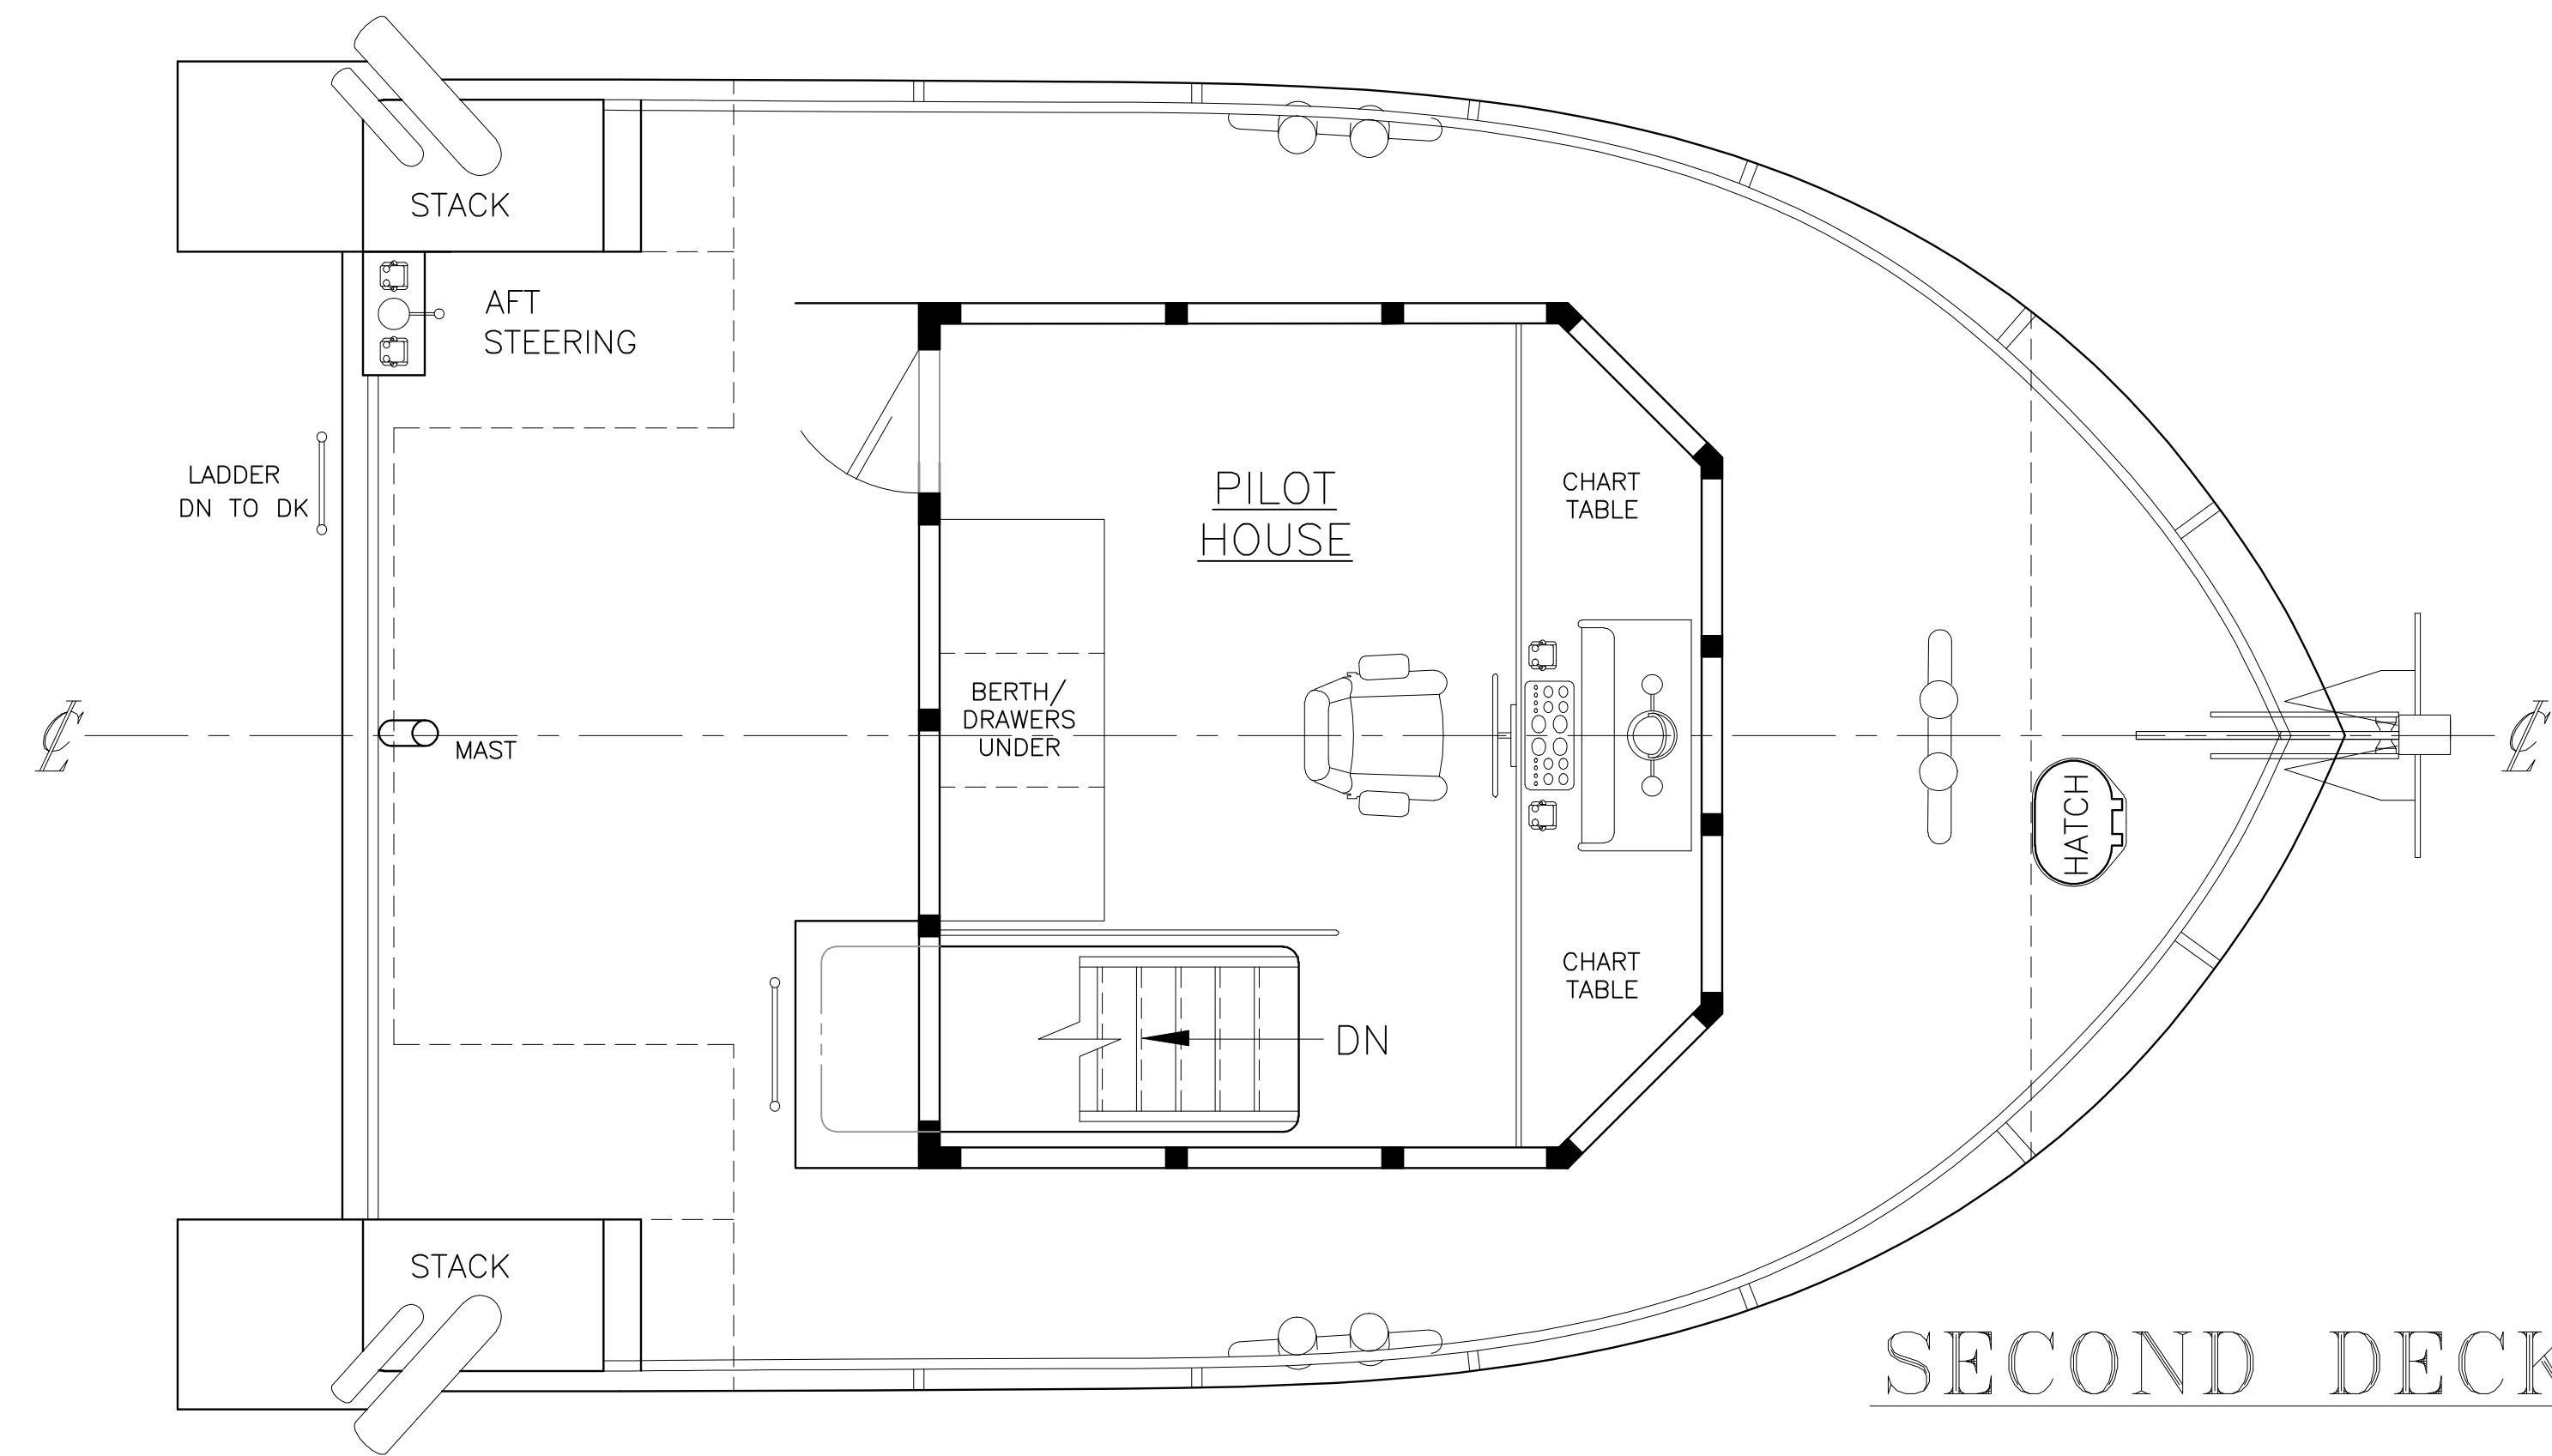 STACK
AFT
STEERING
LADDER
DN TO DK
PILOT
HOUSE
CHART
TABLE
BERTH/
DRAWERS
UNDER
MAST
HATCH
℄
℄
CHART
TABLE
DN
STACK
SECOND DECK